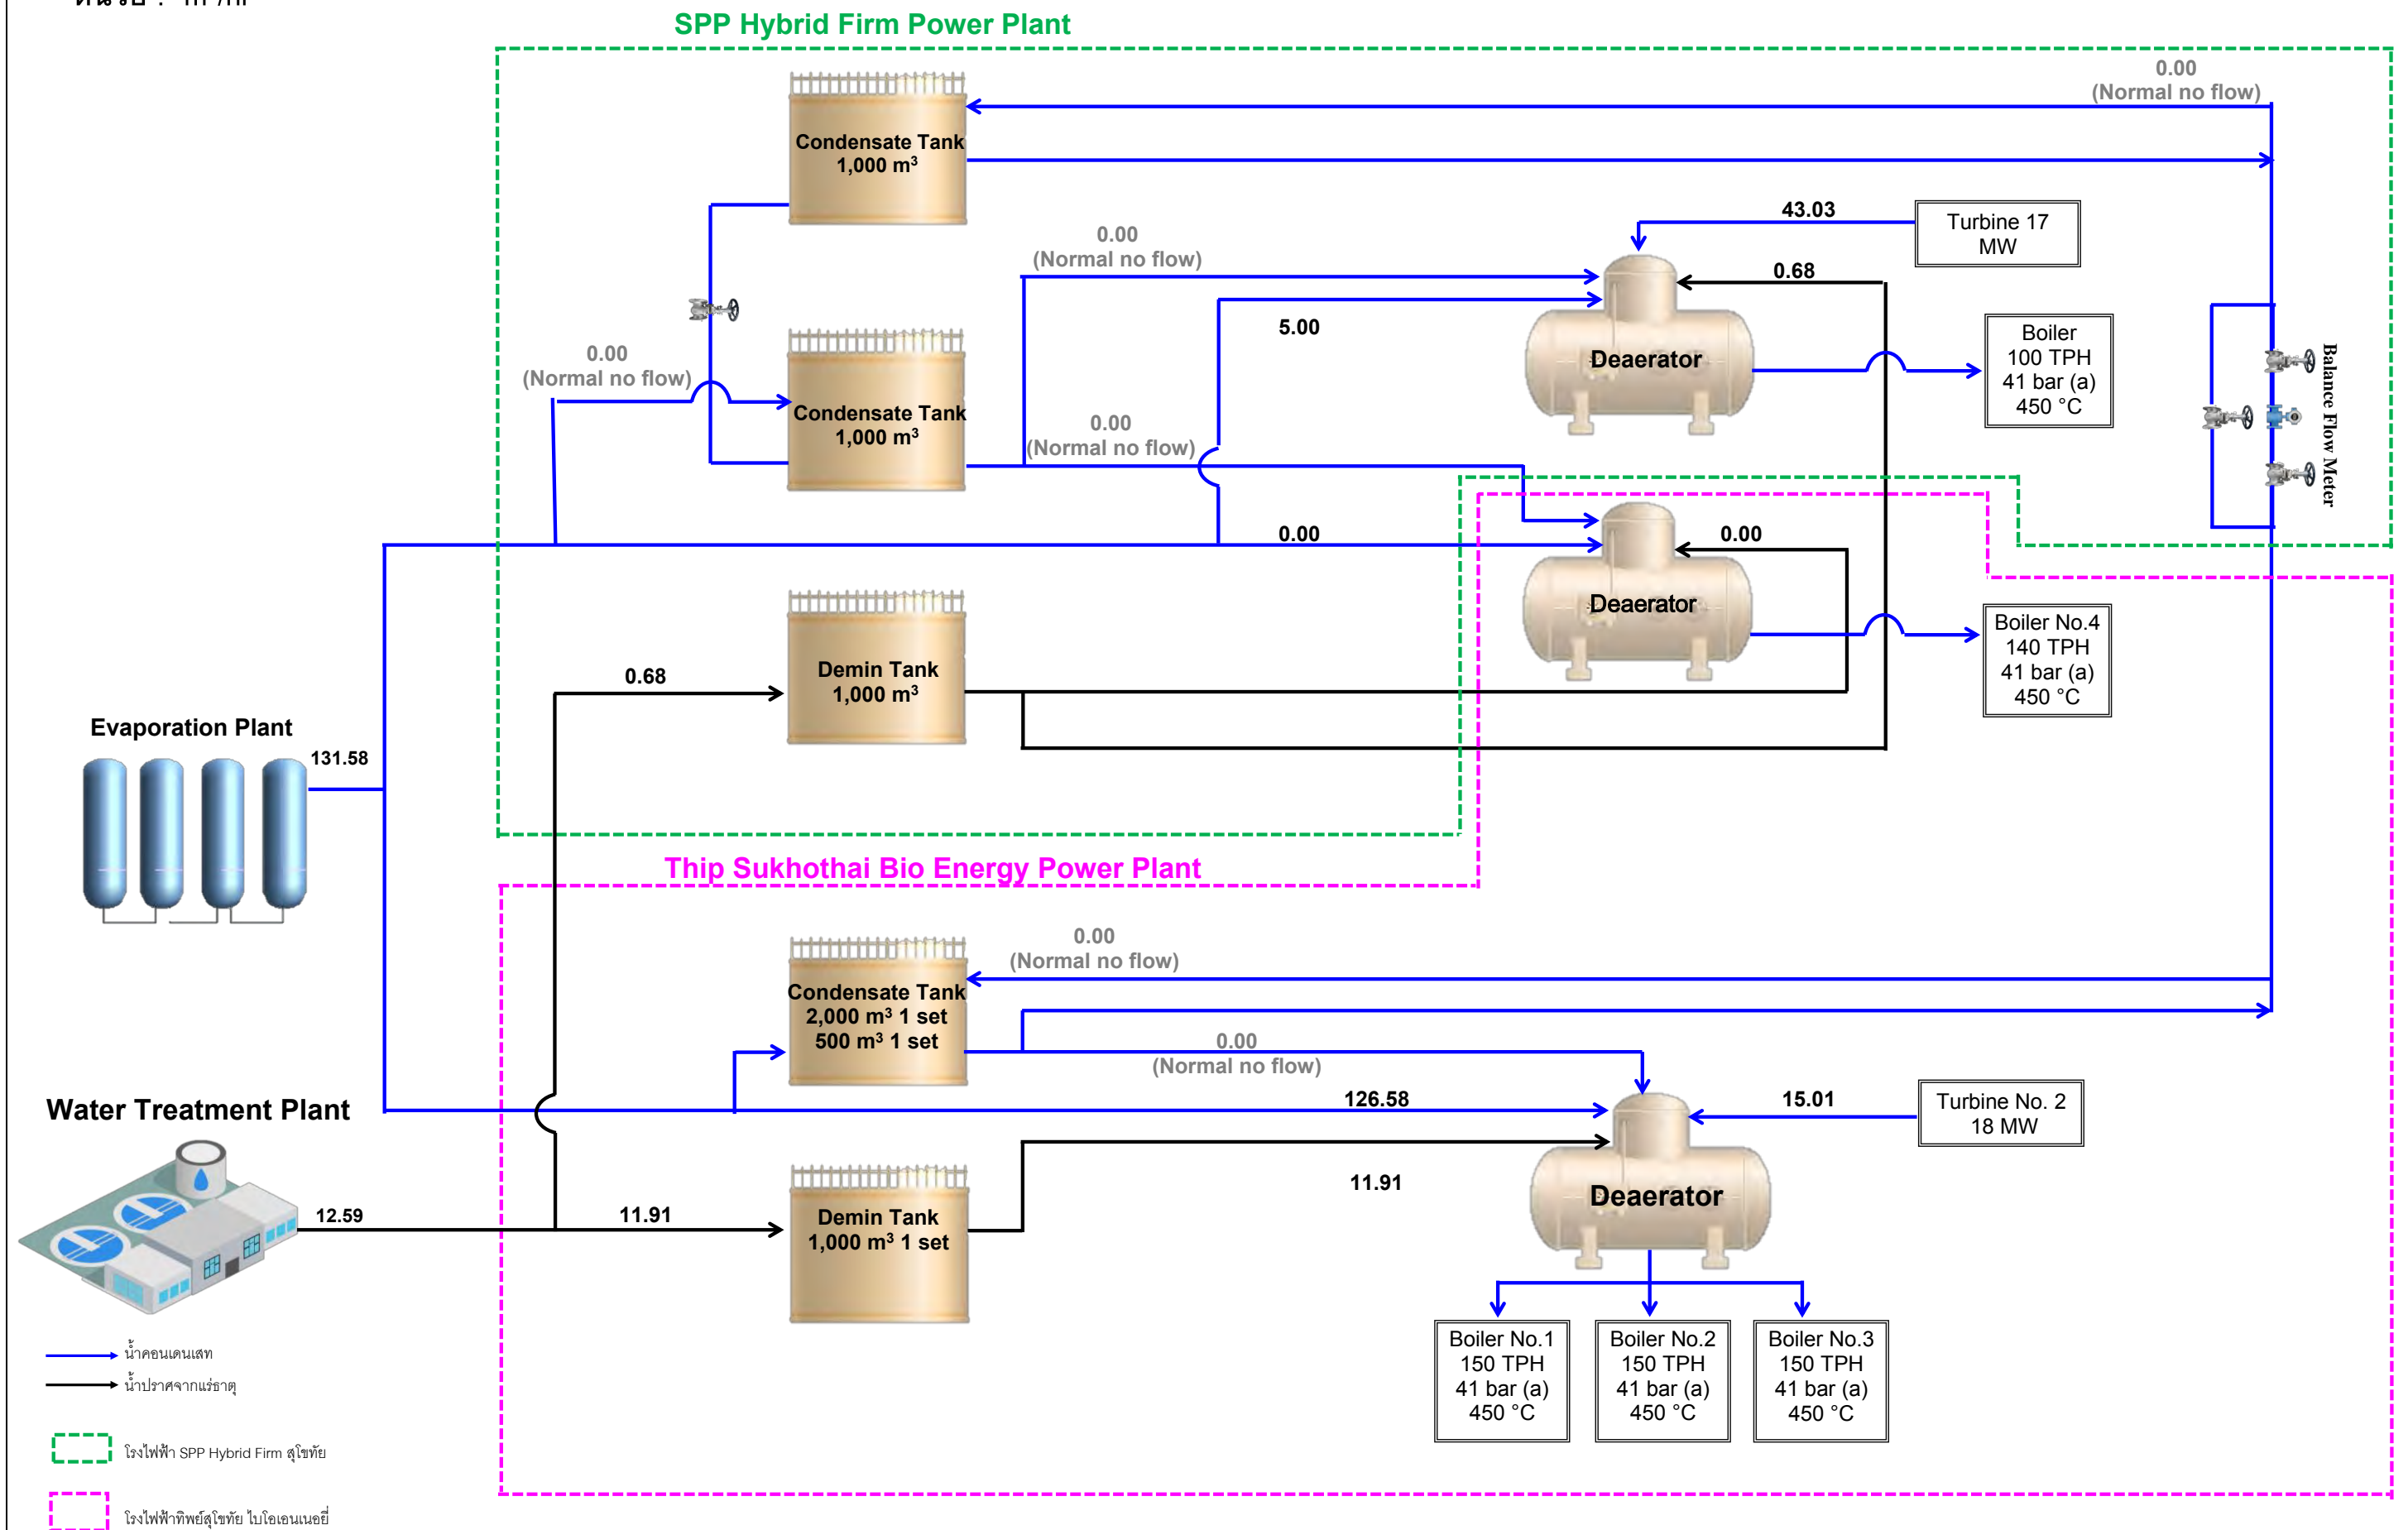 SPP Hybrid Firm Power Plant
0.00
(Normal no flow)
Condensate Tank
1,000 m³
43.03
Turbine 17
MW
0.00
(Normal no flow)
0.68
5.00
Deaerator
Boiler
100 TPH
41 bar (a)
450 °C
Balance Flow Meter
0.00
(Normal no flow)
Condensate Tank
1,000 m³
0.00
(Normal no flow)
0.00
0.00
Deaerator
Boiler No.4
140 TPH
41 bar (a)
450 °C
0.68
Demin Tank
1,000 m³
Evaporation Plant
131.58
Thip Sukhothai Bio Energy Power Plant
0.00
(Normal no flow)
Condensate Tank
2,000 m³ 1 set
500 m³ 1 set
0.00
(Normal no flow)
126.58
15.01
Turbine No. 2
18 MW
Water Treatment Plant
12.59
11.91
Demin Tank
1,000 m³ 1 set
11.91
Deaerator
Boiler No.1
150 TPH
41 bar (a)
450 °C
Boiler No.2
150 TPH
41 bar (a)
450 °C
Boiler No.3
150 TPH
41 bar (a)
450 °C
น้ำคอนเดนเสท
น้ำปราศจากแร่ธาตุ
โรงไฟฟ้า SPP Hybrid Firm สุโขทัย
โรงไฟฟ้าทิพย์สุโขทัย ไบโอเอนเนอยี่